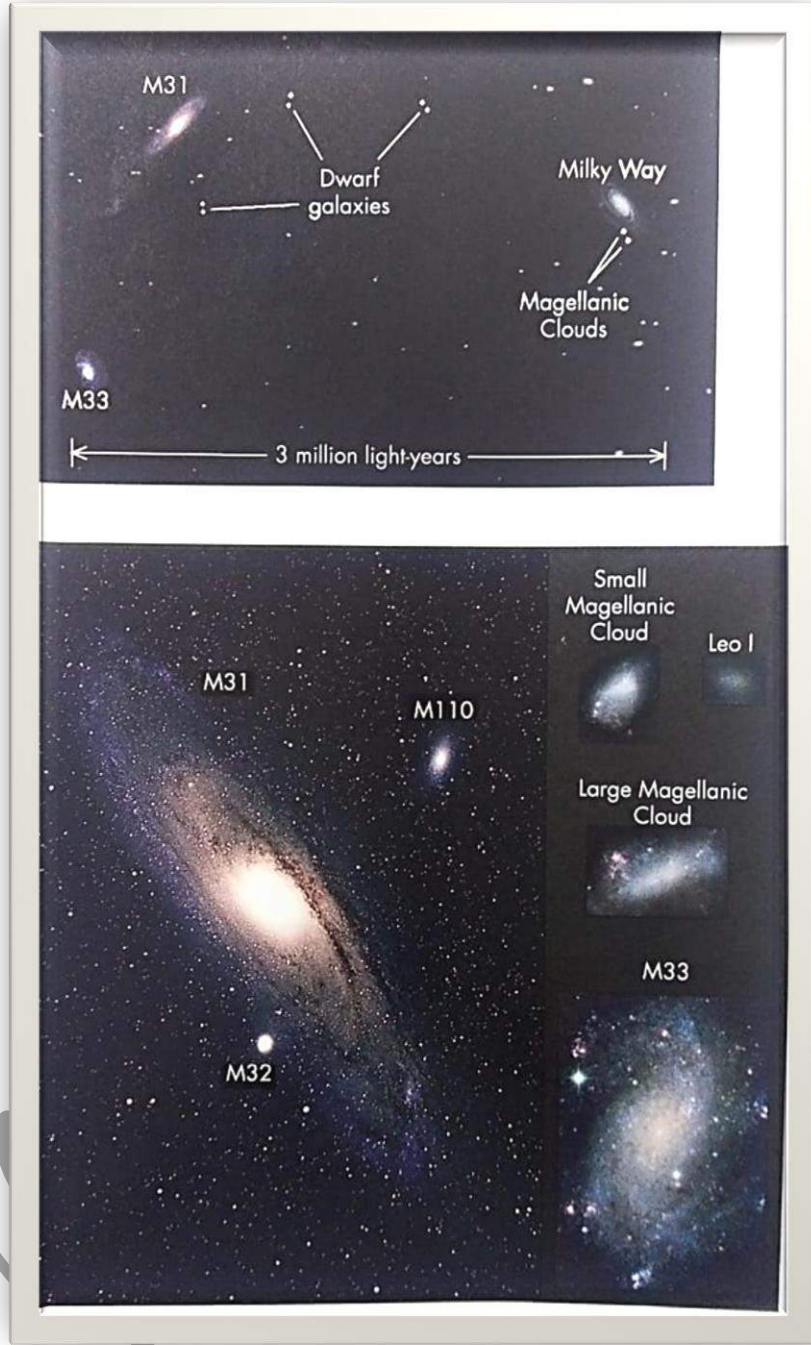 M31
Dwarf
galaxies
Milky Way
Magellanic
Clouds
M33
3 million light-years
Small
Magellanic
Cloud
Leo I
M31
M110
Large Magellanic
Cloud
M33
M32